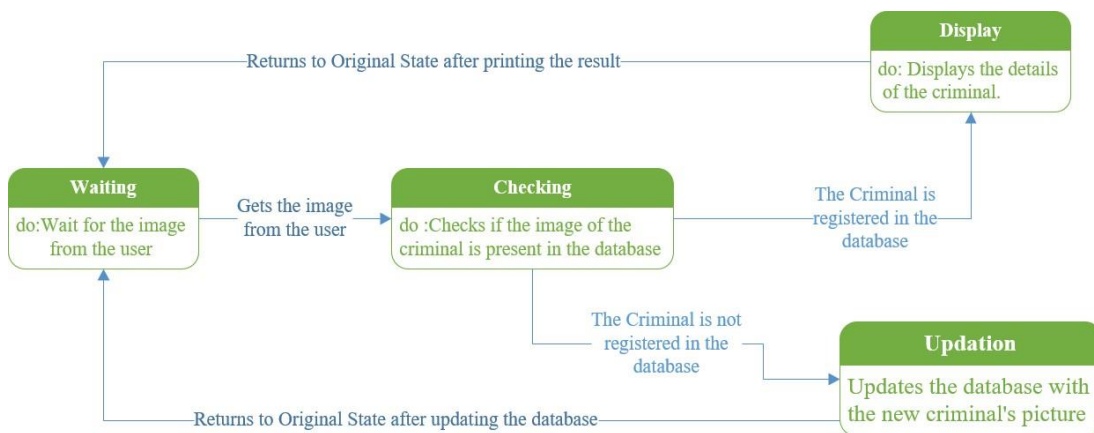 Display
do: Displays the details
of the criminal.
Returns to Original State after printing the result
Waiting
do:Wait for the image
from the user
Gets the image
from the user
Checking
do :Checks if the image of the
criminal is present in the database
The Criminal is
registered in the
database
The Criminal is not
registered in the
database
Updation
Updates the database with
the new criminal's picture
Returns to Original State after updating the database